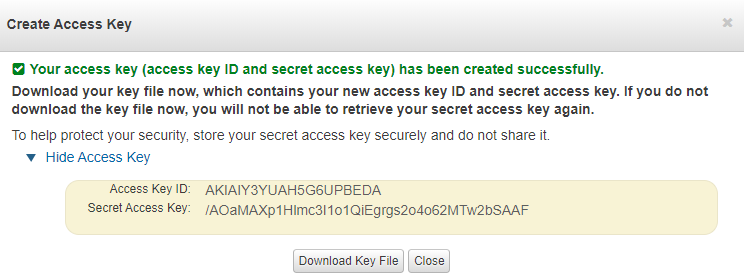 Create Access Key
Your access key (access key ID and secret access key) has been created successfully.
Download your key file now, which contains your new access key ID and secret access key. If you do not
download the key file now, you will not be able to retrieve your secret access key again.
To help protect your security, store your secret access key securely and do not share it.
Hide Access Key
Access Key ID: AKIAIY3YUAH5G6UPBEDA
Secret Access Key:
Download Key File Close